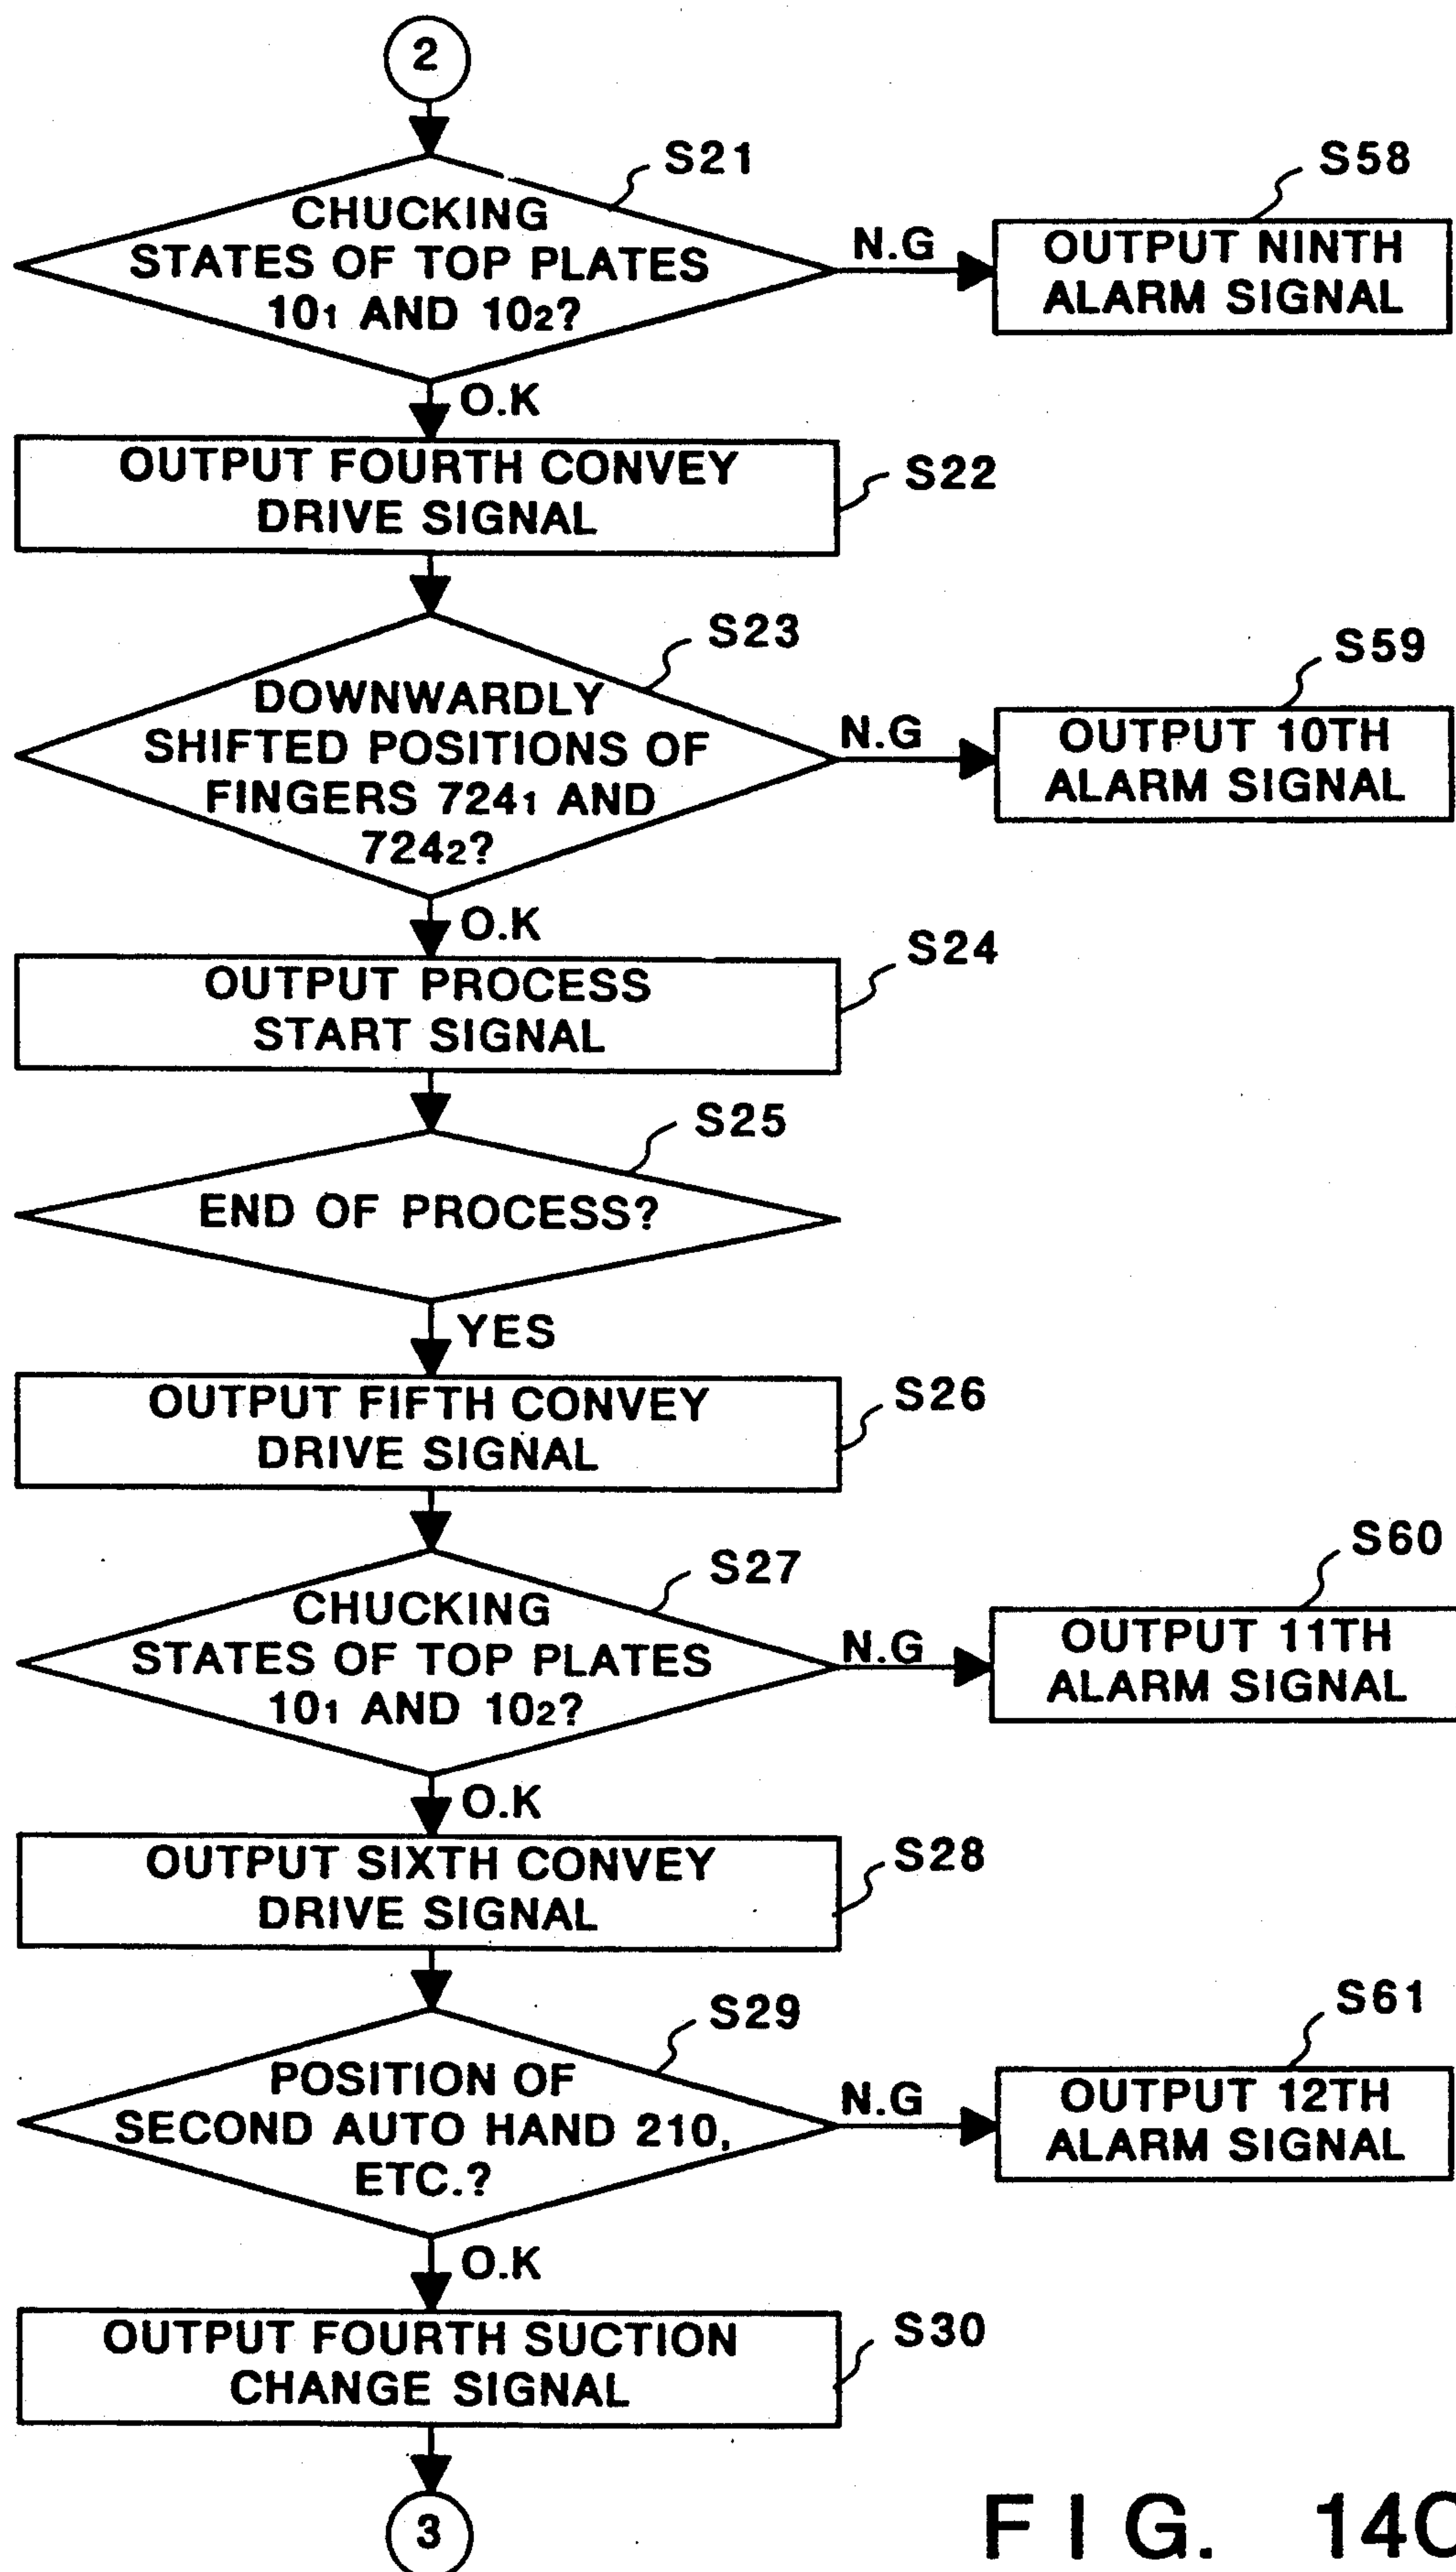 2
S21
CHUCKING
STATES OF TOP PLATES
10₁ AND 10₂?
N.G
S58
OUTPUT NINTH
ALARM SIGNAL
O.K
OUTPUT FOURTH CONVEY
DRIVE SIGNAL
S22
S23
DOWNWARDLY
SHIFTED POSITIONS OF
FINGERS 724₁ AND
724₂?
N.G
S59
OUTPUT 10TH
ALARM SIGNAL
O.K
OUTPUT PROCESS
START SIGNAL
S24
S25
END OF PROCESS?
YES
OUTPUT FIFTH CONVEY
DRIVE SIGNAL
S26
S27
CHUCKING
STATES OF TOP PLATES
10₁ AND 10₂?
N.G
S60
OUTPUT 11TH
ALARM SIGNAL
O.K
OUTPUT SIXTH CONVEY
DRIVE SIGNAL
S28
S29
POSITION OF
SECOND AUTO HAND 210,
ETC.?
N.G
S61
OUTPUT 12TH
ALARM SIGNAL
O.K
OUTPUT FOURTH SUCTION
CHANGE SIGNAL
S30
3
FIG. 14C